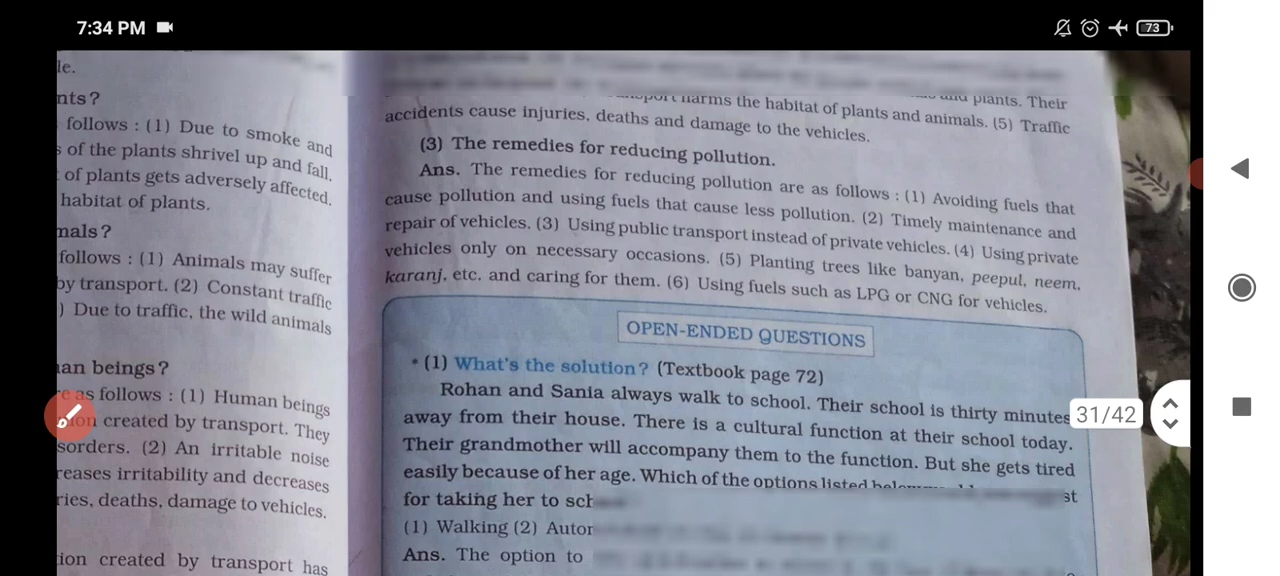 7:34 PM
73
le.
nts?
follows : (1) Due to smoke and
s of the plants shrivel up and fall.
of plants gets adversely affected.
habitat of plants.
mals?
follows : (1) Animals may suffer
by transport. (2) Constant traffic
) Due to traffic, the wild animals
an beings?
re as follows : (1) Human beings
created by transport. They
sorders. (2) An irritable noise
reases irritability and decreases
ries, deaths, damage to vehicles.
tion created by transport has
harms the habitat of plants and animals. (5) Traffic
and plants. Their
accidents cause injuries, deaths and damage to the vehicles.
(3) The remedies for reducing pollution.
Ans. The remedies for reducing pollution are as follows : (1) Avoiding fuels that
cause pollution and using fuels that cause less pollution. (2) Timely maintenance and
repair of vehicles. (3) Using public transport instead of private vehicles. (4) Using private
vehicles only on necessary occasions. (5) Planting trees like banyan, peepul, neem,
karanj, etc. and caring for them. (6) Using fuels such as LPG or CNG for vehicles.
OPEN-ENDED QUESTIONS
* (1) What's the solution? (Textbook page 72)
Rohan and Sania always walk to school. Their school is thirty minutes
away from their house. There is a cultural function at their school today.
Their grandmother will accompany them to the function. But she gets tired
easily because of her age. Which of the options listed
for taking her to
(1) Walking (2)
Ans. The option to
31/42